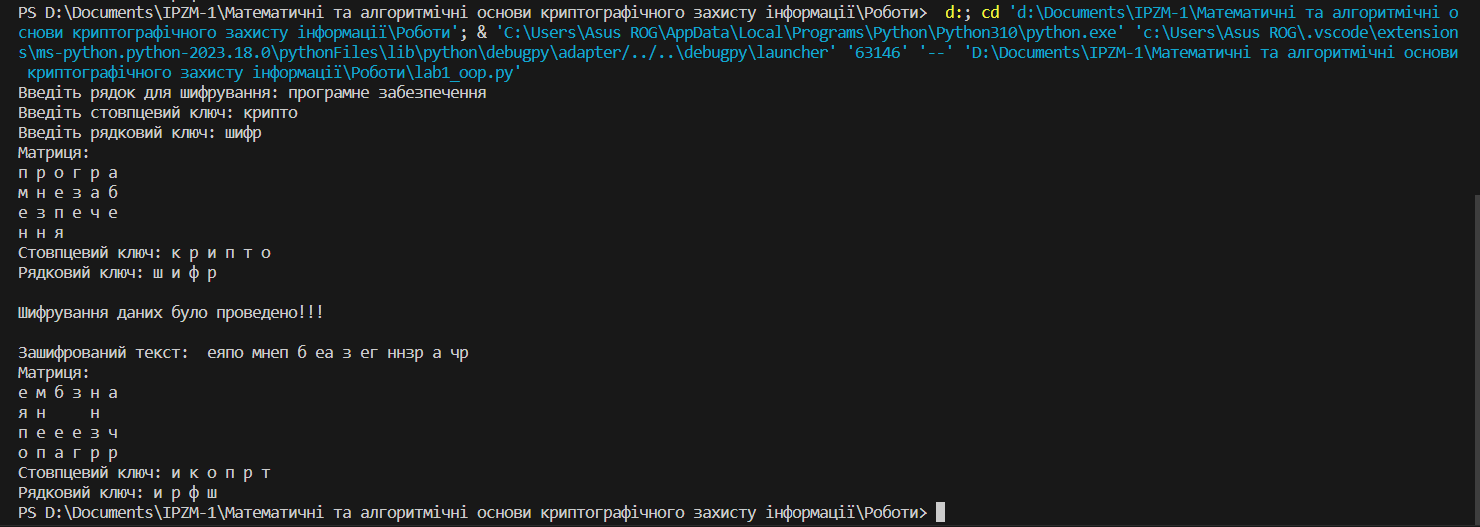 PS D:\Documents\IPZM-1\Математичні та алгоритмічні основи криптографічного захисту інформації\Роботи>  d:; cd 'd:\Documents\IPZM-1\Математичні та алгоритмічні о
снови криптографічного захисту інформації\Роботи'; & 'C:\Users\Asus ROG\AppData\Local\Programs\Python\Python310\python.exe' 'c:\Users\Asus ROG\.vscode\extension
s\ms-python.python-2023.18.0\pythonFiles\lib\python\debugpy\adapter/../..\debugpy\launcher' '63146' '--' 'D:\Documents\IPZM-1\Математичні та алгоритмічні основи
 криптографічного захисту інформації\Роботи\lab1_oop.py'
Введіть рядок для шифрування: програмне забезпечення
Введіть стовпцевий ключ: крипто
Введіть рядковий ключ: шифр
Матриця:
п р о г р а
м н е з а б
е з п е ч е
н н я
Стовпцевий ключ: к р и п т о
Рядковий ключ: ш и ф р
Шифрування даних було проведено!!!
Зашифрований текст:  еяпо мнеп б еа з ег ннзр а чр
Матриця:
е м б з н а
я н     н
п е е е з ч
о п а г р р
Стовпцевий ключ: и к о п р т
Рядковий ключ: и р ф ш
PS D:\Documents\IPZM-1\Математичні та алгоритмічні основи криптографічного захисту інформації\Роботи>